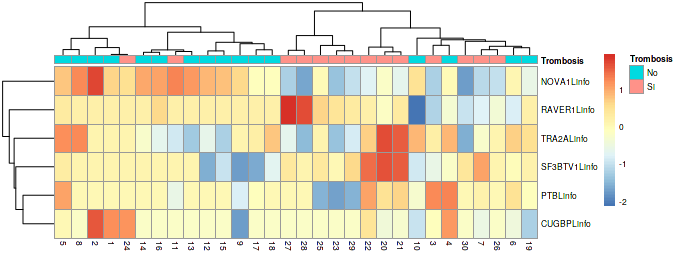 Trombosis
Trombosis
No
SI
NOVA1Linfo
RAVER1Linfo
TRA2ALinfo
SF3BTV1Linfo
PTBLinfo
CUGBPLinfo
1
0
-1
-2
5 8 2 1 24 14 16 11 13 12 15 9 17 18 27 28 25 23 29 22 20 21 10 3 4 30 7 26 6 19